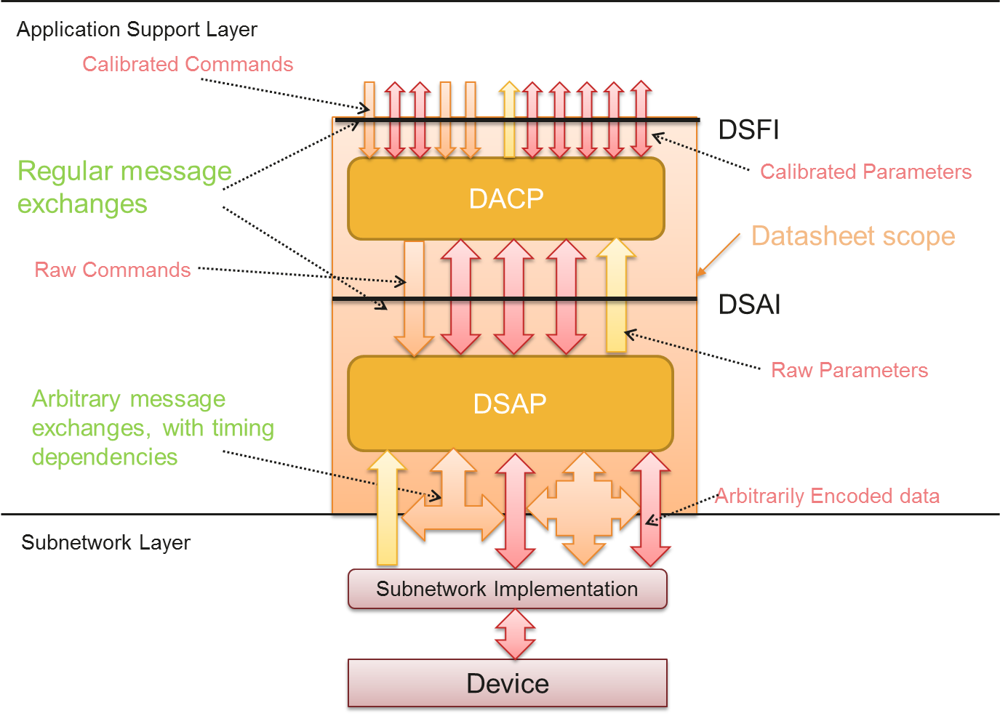 Application Support Layer
Calibrated Commands
DSFI
Regular message
exchanges
Calibrated Parameters
DACP
Datasheet scope
Raw Commands
DSAI
Raw Parameters
Arbitrary message
exchanges, with timing
dependencies
DSAP
Arbitrarily Encoded data
Subnetwork Layer
Subnetwork Implementation
Device